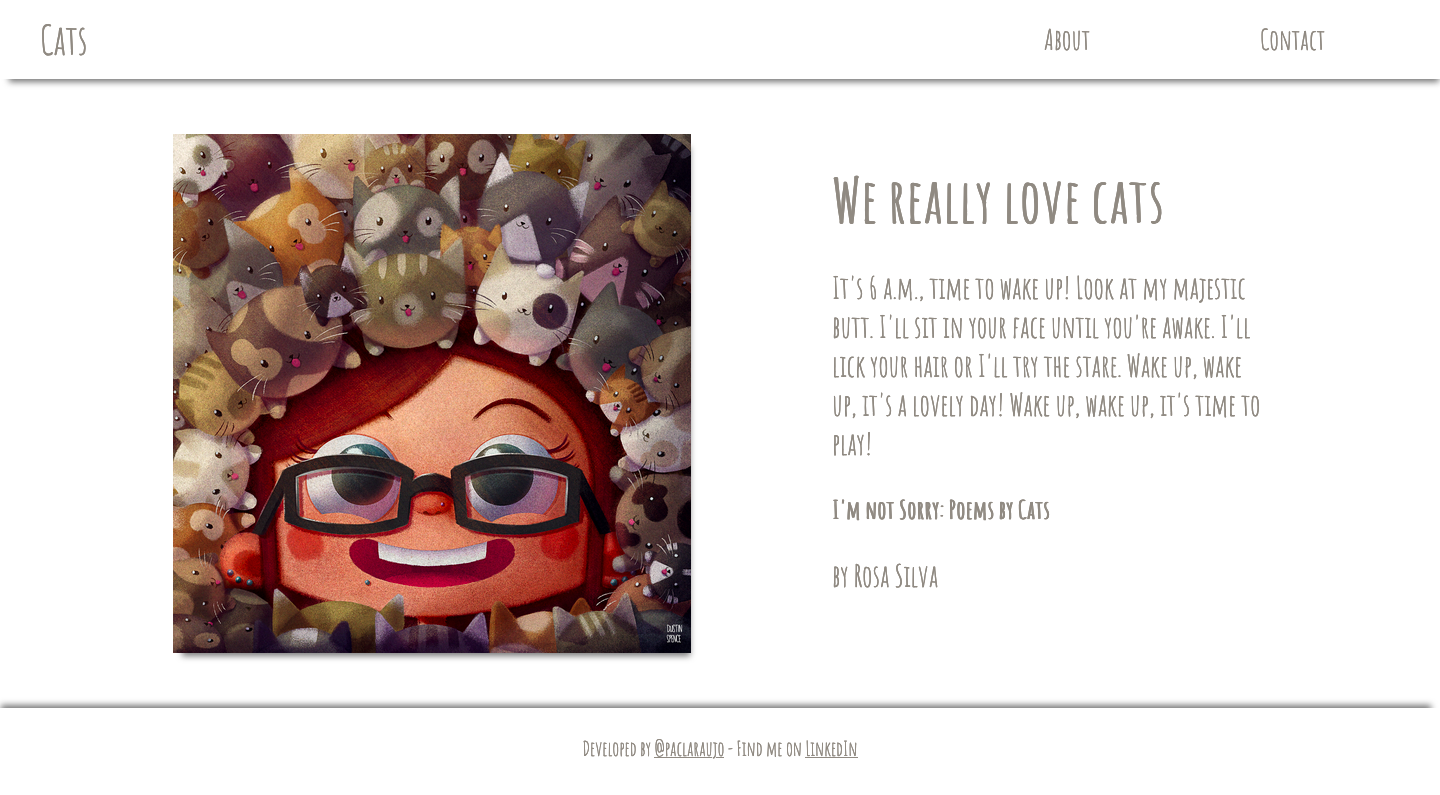 Cats
About
Contact
We really love cats
It's 6 a.m., time to wake up! Look at my majestic
butt. I'll sit in your face until you're awake. I'll
lick your hair or I'll try the stare. Wake up, wake
up, it's a lovely day! Wake up, wake up, it's time to
play!
I'm not Sorry: Poems by Cats
by Rosa Silva
DUSTIN
SPENCE
Developed by @paclaraujo - Find me on LinkedIn